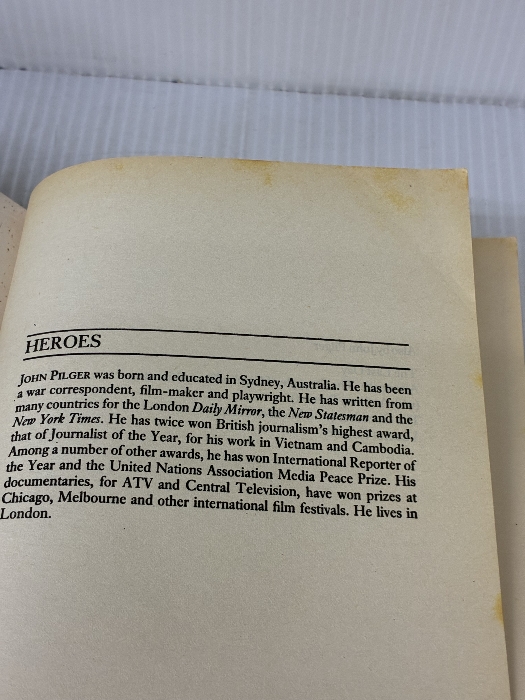 HEROES
JOHN PILGER was born and educated in Sydney, Australia. He has been
a war correspondent, film-maker and playwright. He has written from
many countries for the London Daily Mirror, the New Statesman and the
New York Times. He has twice won British journalism's highest award,
that of Journalist of the Year, for his work in Vietnam and Cambodia.
Among a number of other awards, he has won International Reporter of
the Year and the United Nations Association Media Peace Prize. His
documentaries, for ATV and Central Television, have won prizes at
Chicago, Melbourne and other international film festivals. He lives in
London.